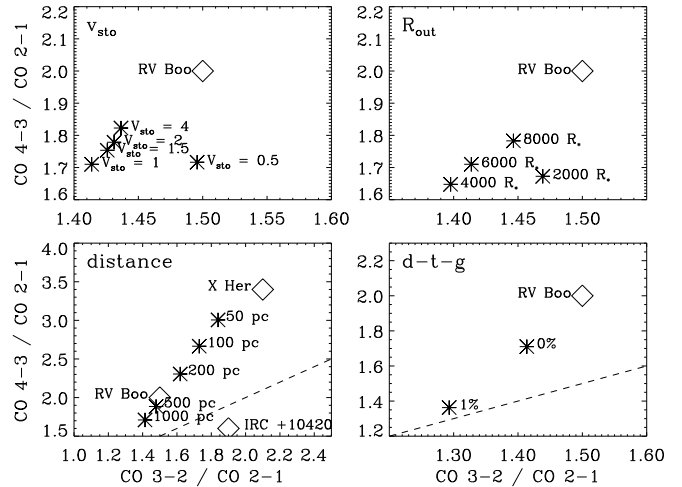 2.2
2.1
2.0
1.9
1.8
1.7
1.6
CO 4-3 / CO 2-1
v_sto
RV Boo
V_sto = 4
V_sto = 2
V_sto = 1.5
V_sto = 1
V_sto = 0.5
1.40 1.45 1.50 1.55 1.60
2.2
2.1
2.0
1.9
1.8
1.7
1.6
R_out
RV Boo
8000 R_*
6000 R_*
4000 R_*
2000 R_*
1.40 1.45 1.50
4.0
3.5
3.0
2.5
2.0
1.5
CO 4-3 / CO 2-1
distance
X Her
50 pc
100 pc
200 pc
RV Boo
500 pc
1000 pc
IRC +10420
1.0 1.2 1.4 1.6 1.8 2.0 2.2 2.4
CO 3-2 / CO 2-1
2.2
2.0
1.8
1.6
1.4
1.2
d-t-g
RV Boo
0%
1%
1.30 1.40 1.50 1.60
CO 3-2 / CO 2-1